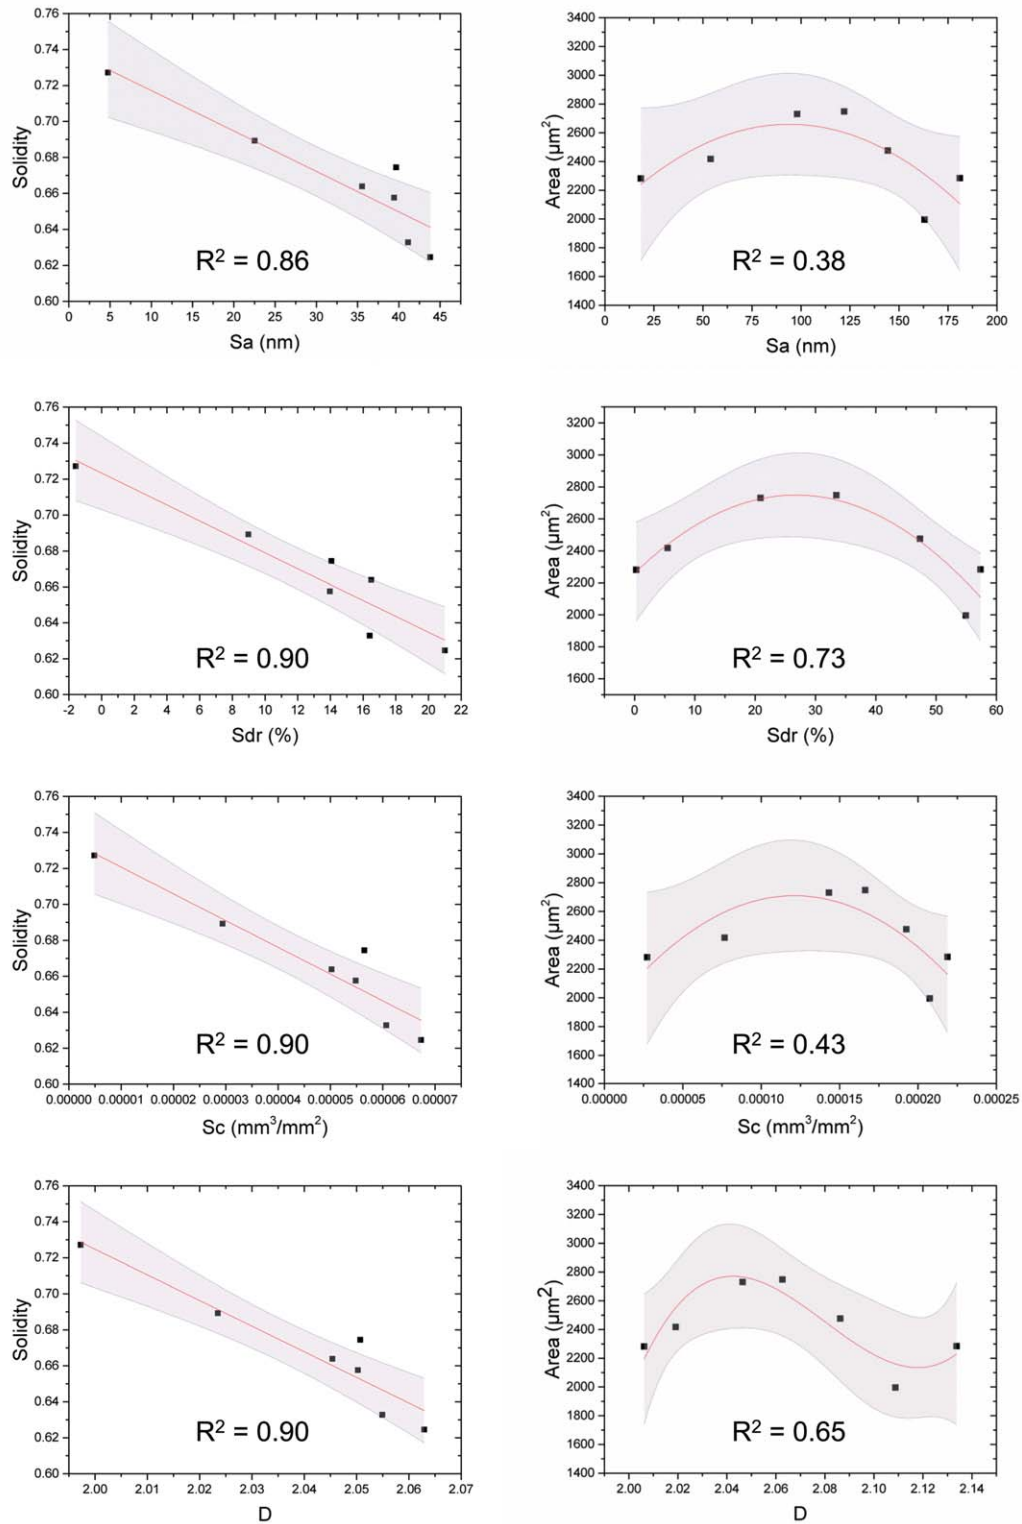 0.76
0.74
0.72
0.70
0.68
0.66
0.64
0.62
0.60
Solidity
R² = 0.86
0 5 10 15 20 25 30 35 40 45
Sa (nm)
3400
3200
3000
2800
2600
2400
2200
2000
1800
1600
1400
Area (µm²)
R² = 0.38
0 25 50 75 100 125 150 175 200
Sa (nm)
0.76
0.74
0.72
0.70
0.68
0.66
0.64
0.62
0.60
Solidity
R² = 0.90
-2 0 2 4 6 8 10 12 14 16 18 20 22
Sdr (%)
3200
3000
2800
2600
2400
2200
2000
1800
1600
Area (µm²)
R² = 0.73
0 10 20 30 40 50 60
Sdr (%)
0.76
0.74
0.72
0.70
0.68
0.66
0.64
0.62
0.60
Solidity
R² = 0.90
0.00000 0.00001 0.00002 0.00003 0.00004 0.00005 0.00006 0.00007
Sc (mm³/mm²)
3400
3200
3000
2800
2600
2400
2200
2000
1800
1600
1400
Area (µm²)
R² = 0.43
0.00000 0.00005 0.00010 0.00015 0.00020 0.00025
Sc (mm³/mm²)
0.76
0.74
0.72
0.70
0.68
0.66
0.64
0.62
0.60
Solidity
R² = 0.90
2.00 2.01 2.02 2.03 2.04 2.05 2.06 2.07
D
3400
3200
3000
2800
2600
2400
2200
2000
1800
1600
1400
Area (µm²)
R² = 0.65
2.00 2.02 2.04 2.06 2.08 2.10 2.12 2.14
D